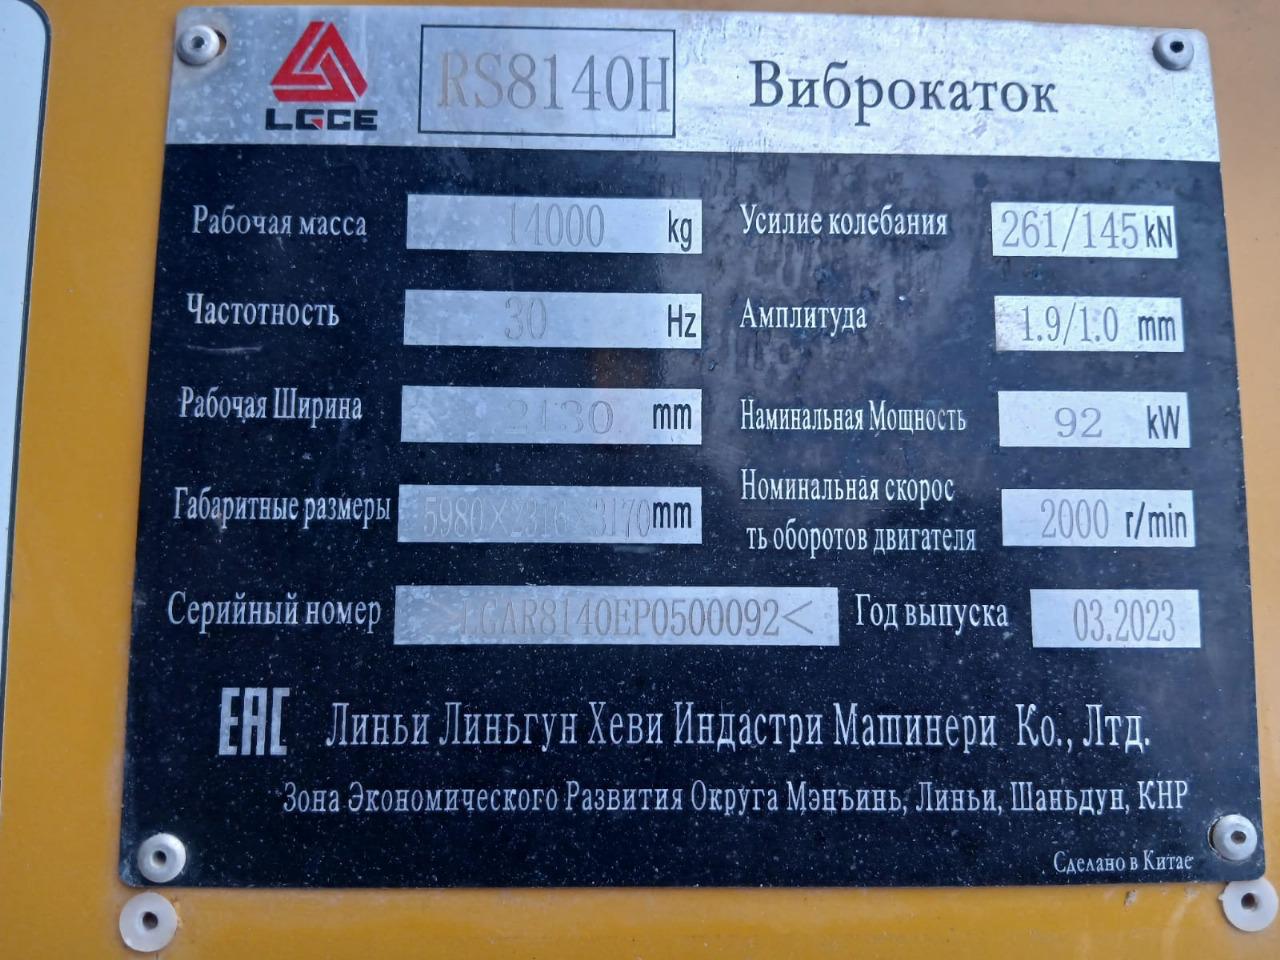 LGCE RS8140H Виброкаток
Рабочая масса 14000 kg Усилие колебания 261/145 kN
Частотность 30 Hz Амплитуда 1.9/1.0 mm
Рабочая Ширина 2130 mm Наминальная Мощность 92 kW
Габаритные размеры 5980×2316×3170 mm Номинальная скорос
ть оборотов двигателя 2000 r/min
Серийный номер >LGAR8140EP0500092< Год выпуска 03.2023
EAC Линьи Линьгун Хеви Индастри Машинери Ко., Лтд.
Зона Экономического Развития Округа Мэнъинь, Линьи, Шаньдун, КНР
Сделано в Китае